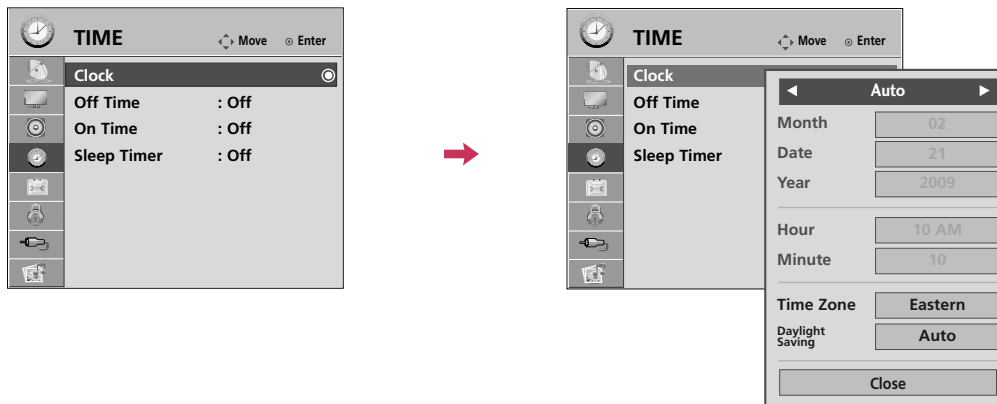 TIME
Move Enter
Clock
Off Time : Off
On Time : Off
Sleep Timer : Off
TIME
Move Enter
Clock
Off Time
On Time
Sleep Timer
Auto
Month 02
Date 21
Year 2009
Hour 10 AM
Minute 10
Time Zone Eastern
Daylight
Saving Auto
Close